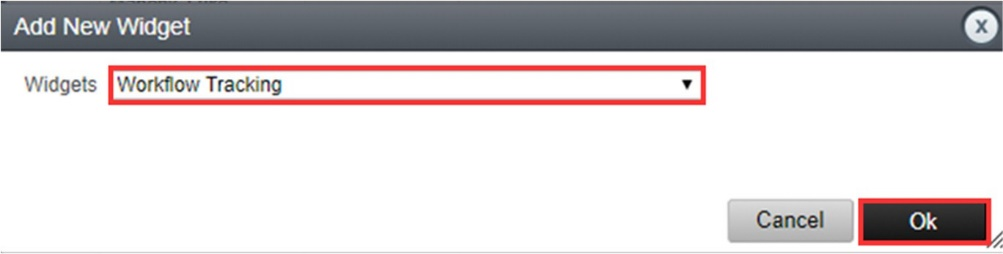 Add New Widget
X
Widgets Workflow Tracking
Cancel Ok